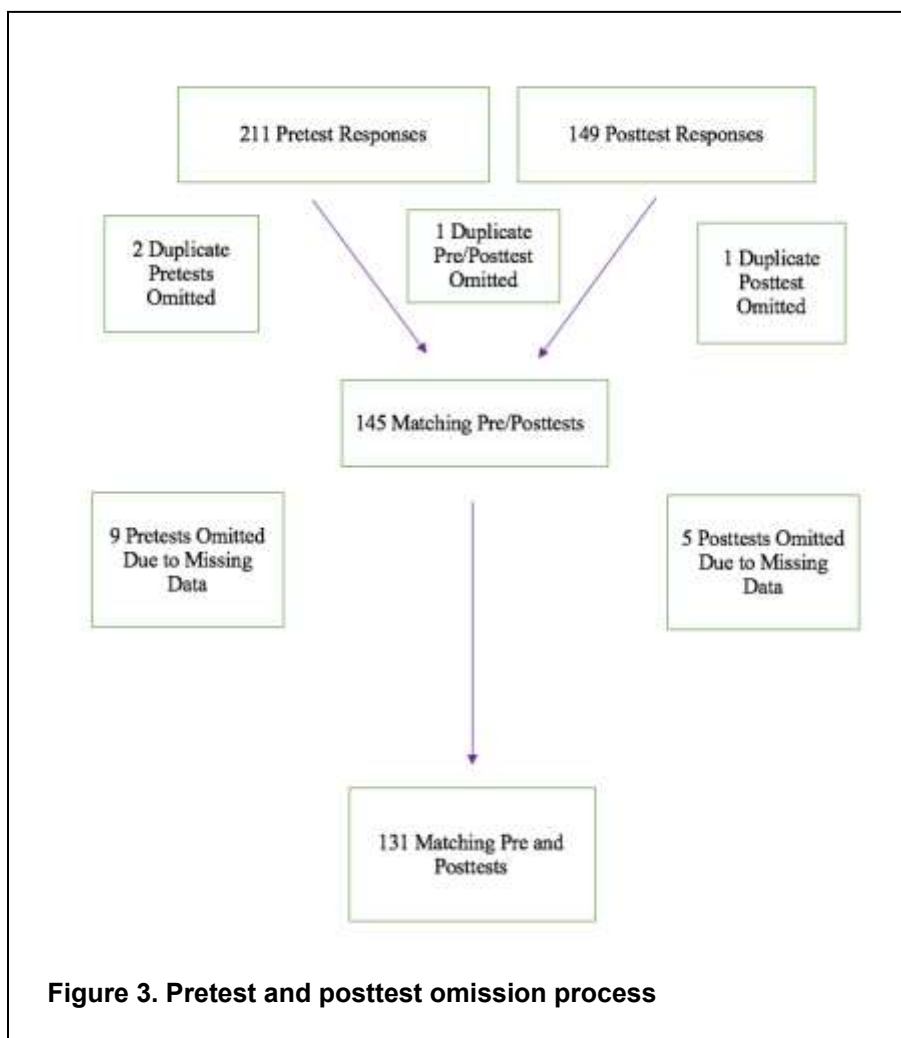 211 Pretest Responses
149 Posttest Responses
2 Duplicate
Pretests
Omitted
1 Duplicate
Pre/Posttest
Omitted
1 Duplicate
Posttest
Omitted
145 Matching Pre/Posttests
9 Pretests Omitted
Due to Missing
Data
5 Posttests Omitted
Due to Missing
Data
131 Matching Pre and
Posttests
Figure 3. Pretest and posttest omission process